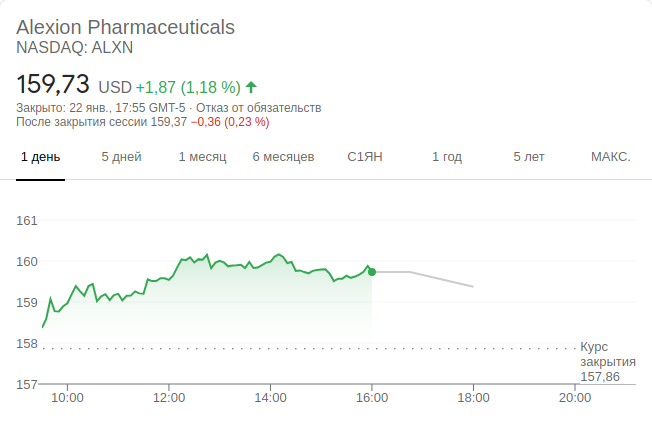 Alexion Pharmaceuticals
NASDAQ: ALXN
159,73 USD +1,87 (1,18 %)
Закрыто: 22 янв., 17:55 GMT-5 · Отказ от обязательств
После закрытия сессии 159,37 −0,36 (0,23 %)
1 день 5 дней 1 месяц 6 месяцев С1ЯН 1 год 5 лет МАКС.
161
160
159
158
157
Курс
закрытия
157,86
10:00 12:00 14:00 16:00 18:00 20:00